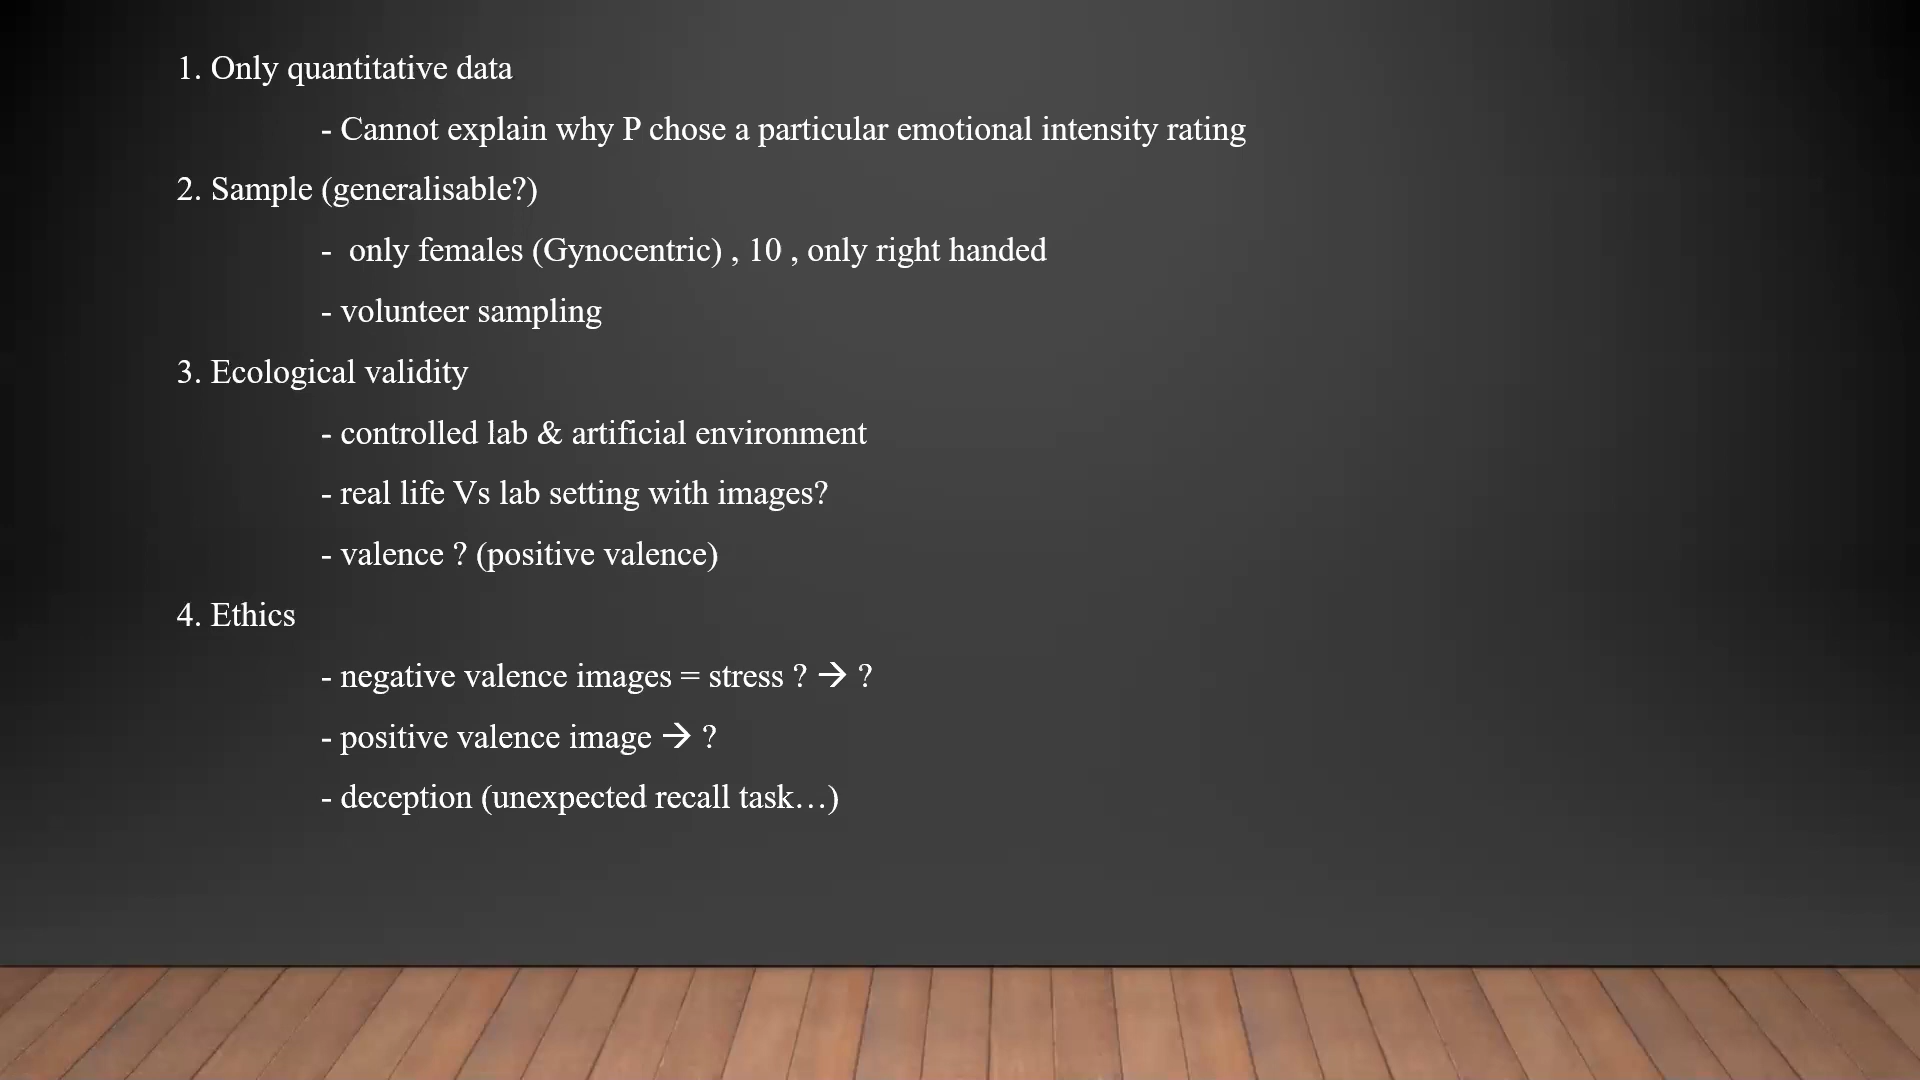 1. Only quantitative data
- Cannot explain why P chose a particular emotional intensity rating
2. Sample (generalisable?)
- only females (Gynocentric) , 10 , only right handed
- volunteer sampling
3. Ecological validity
- controlled lab & artificial environment
- real life Vs lab setting with images?
- valence ? (positive valence)
4. Ethics
- negative valence images = stress ? → ?
- positive valence image → ?
- deception (unexpected recall task…)